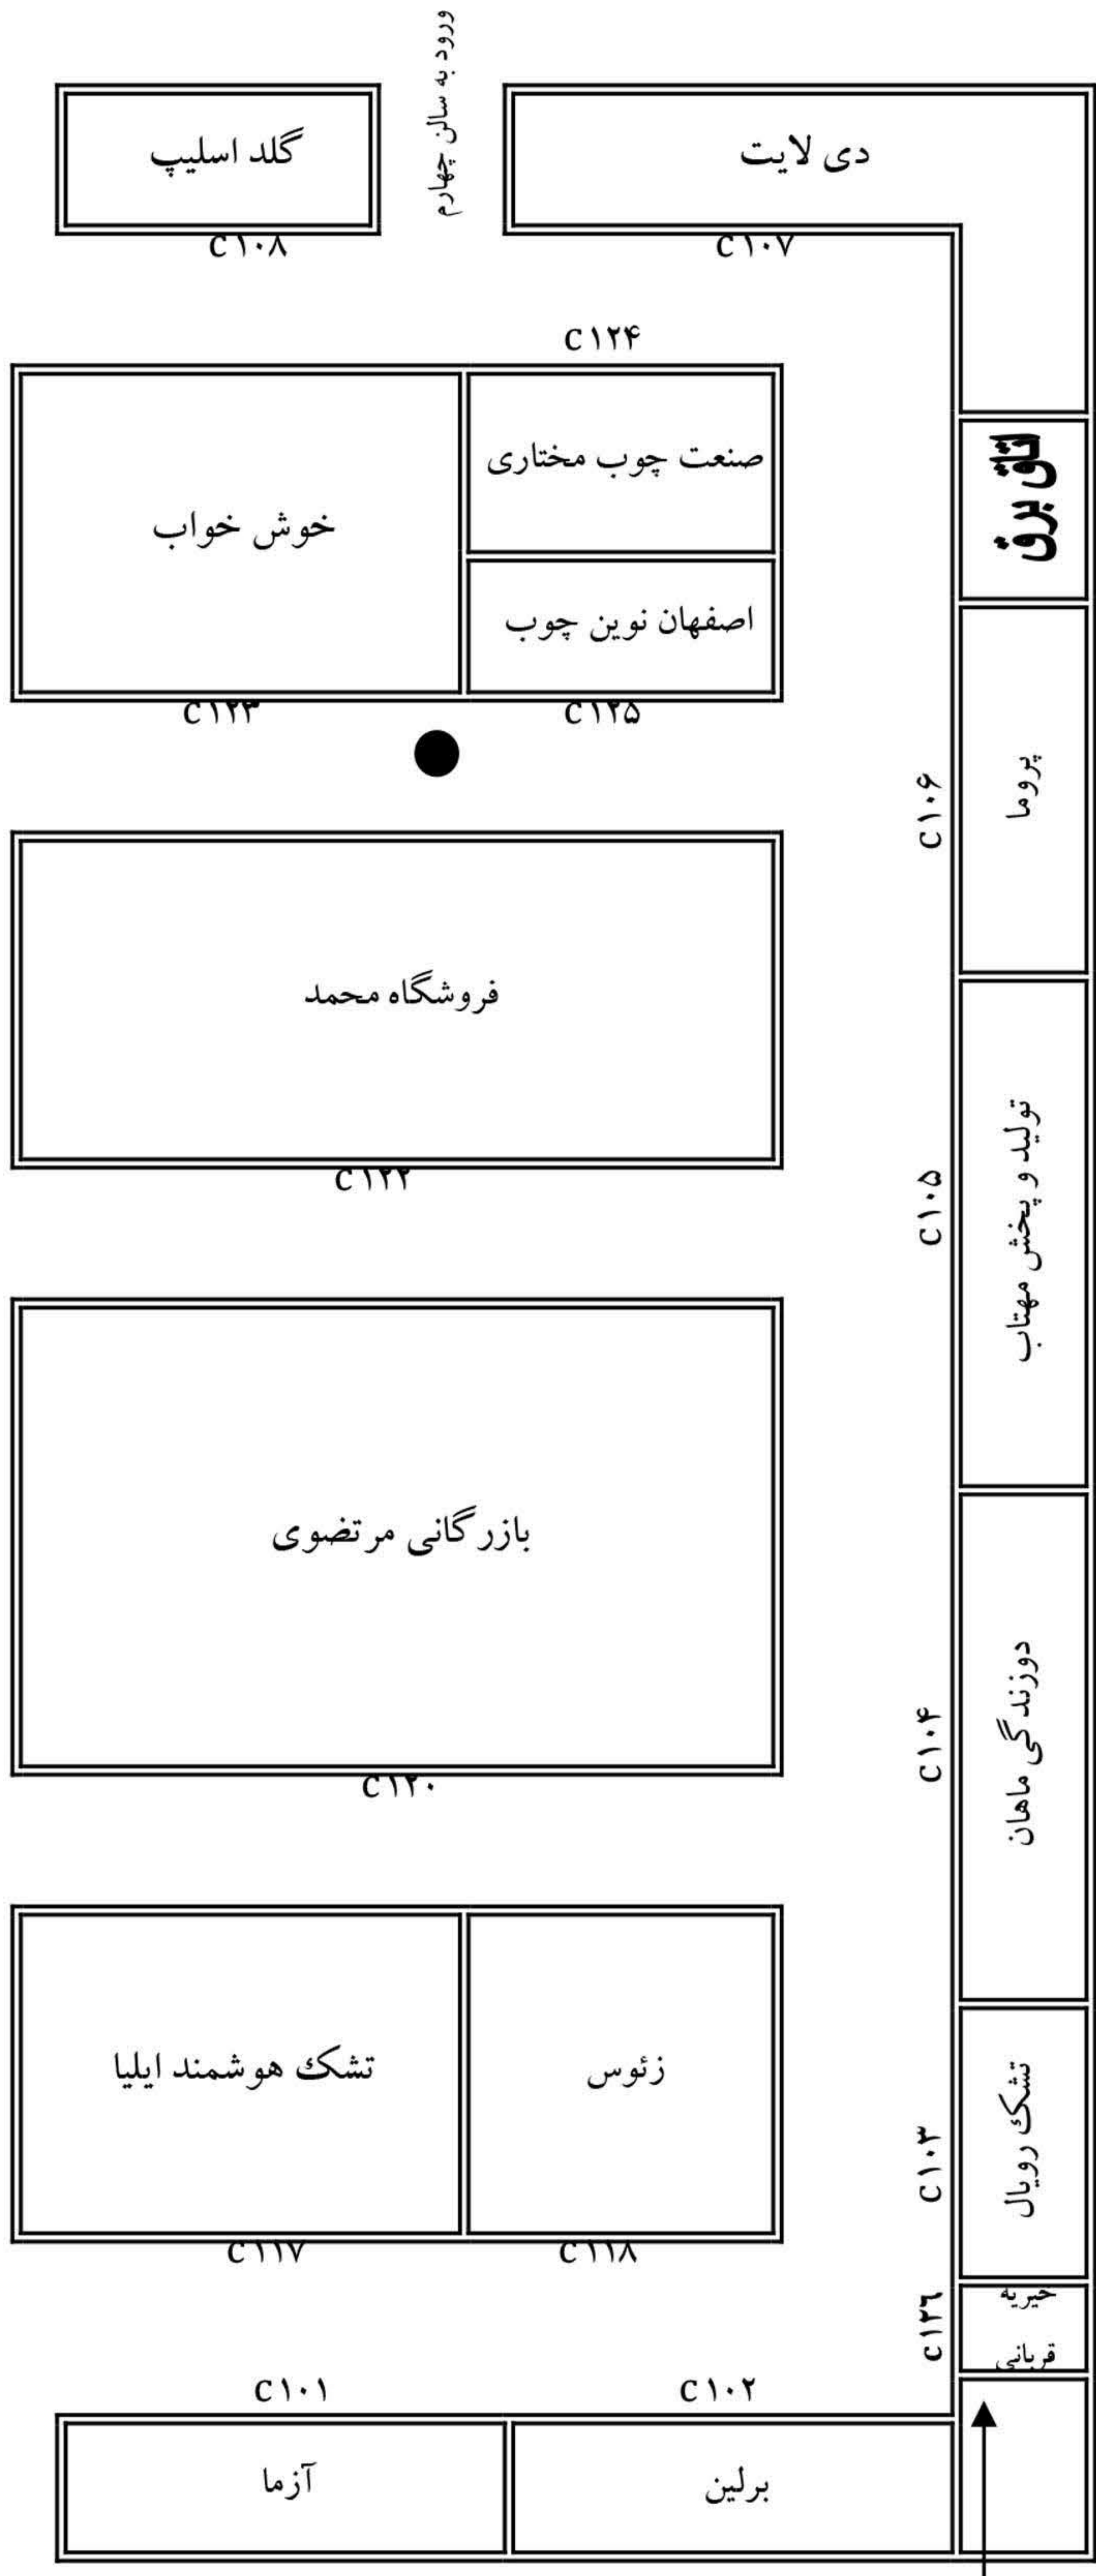 ورود به سالن چهارم
گلد اسلیپ
C۱۰۸
دی لایت
C۱۰۷
C۱۲۴
صنعت چوب مختاری
خوش خواب
اصفهان نوین چوب
C۱۲۳
C۱۲۵
اتاق برق
پروما
C۱۰۶
فروشگاه محمد
C۱۲۲
تولید و پخش مهتاب
C۱۰۵
بازرگانی مرتضوی
C۱۲۰
دوزندگی ماهان
C۱۰۴
تشک هوشمند ایلیا
زئوس
C۱۱۷
C۱۱۸
تشک رویال
C۱۰۳
خیریه
قربانی
C۱۲٦
C۱۰۱
C۱۰۲
آزما
برلین